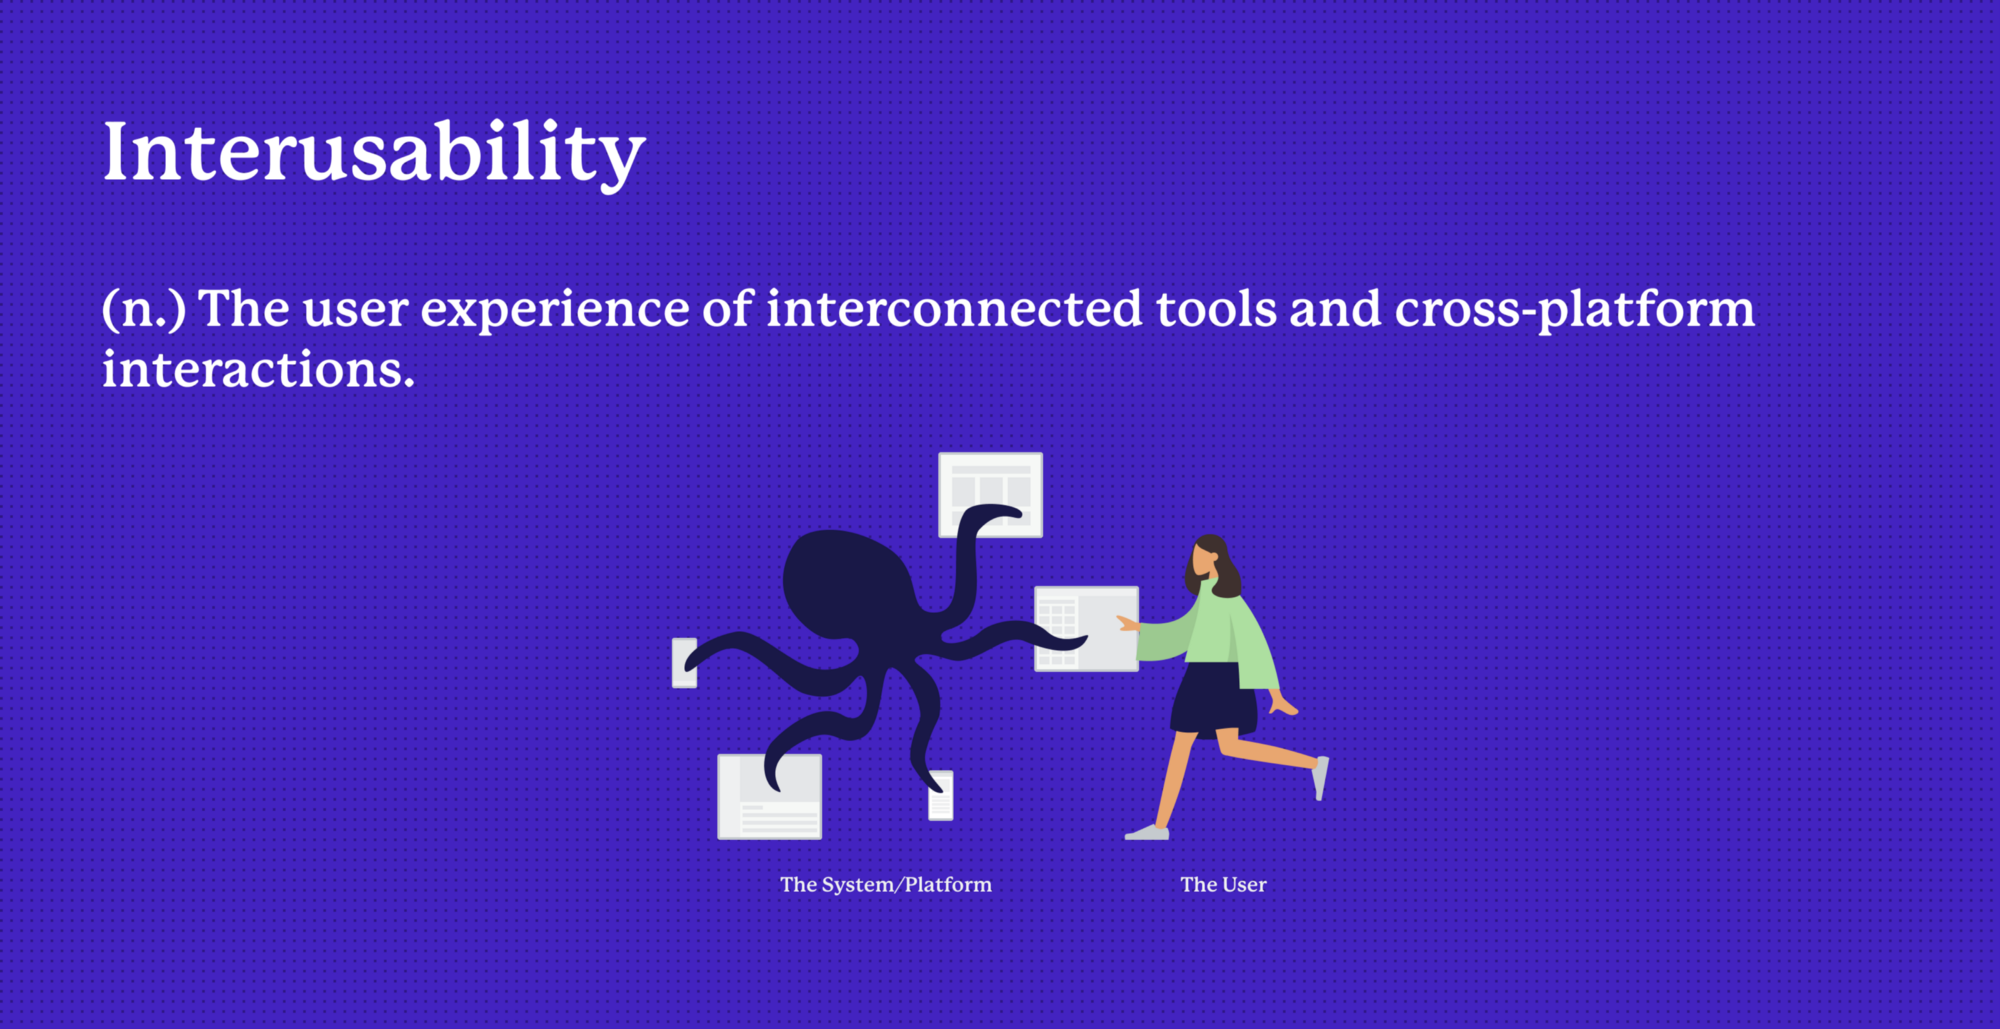 Interusability
(n.) The user experience of interconnected tools and cross-platform
interactions.
The System/Platform
The User